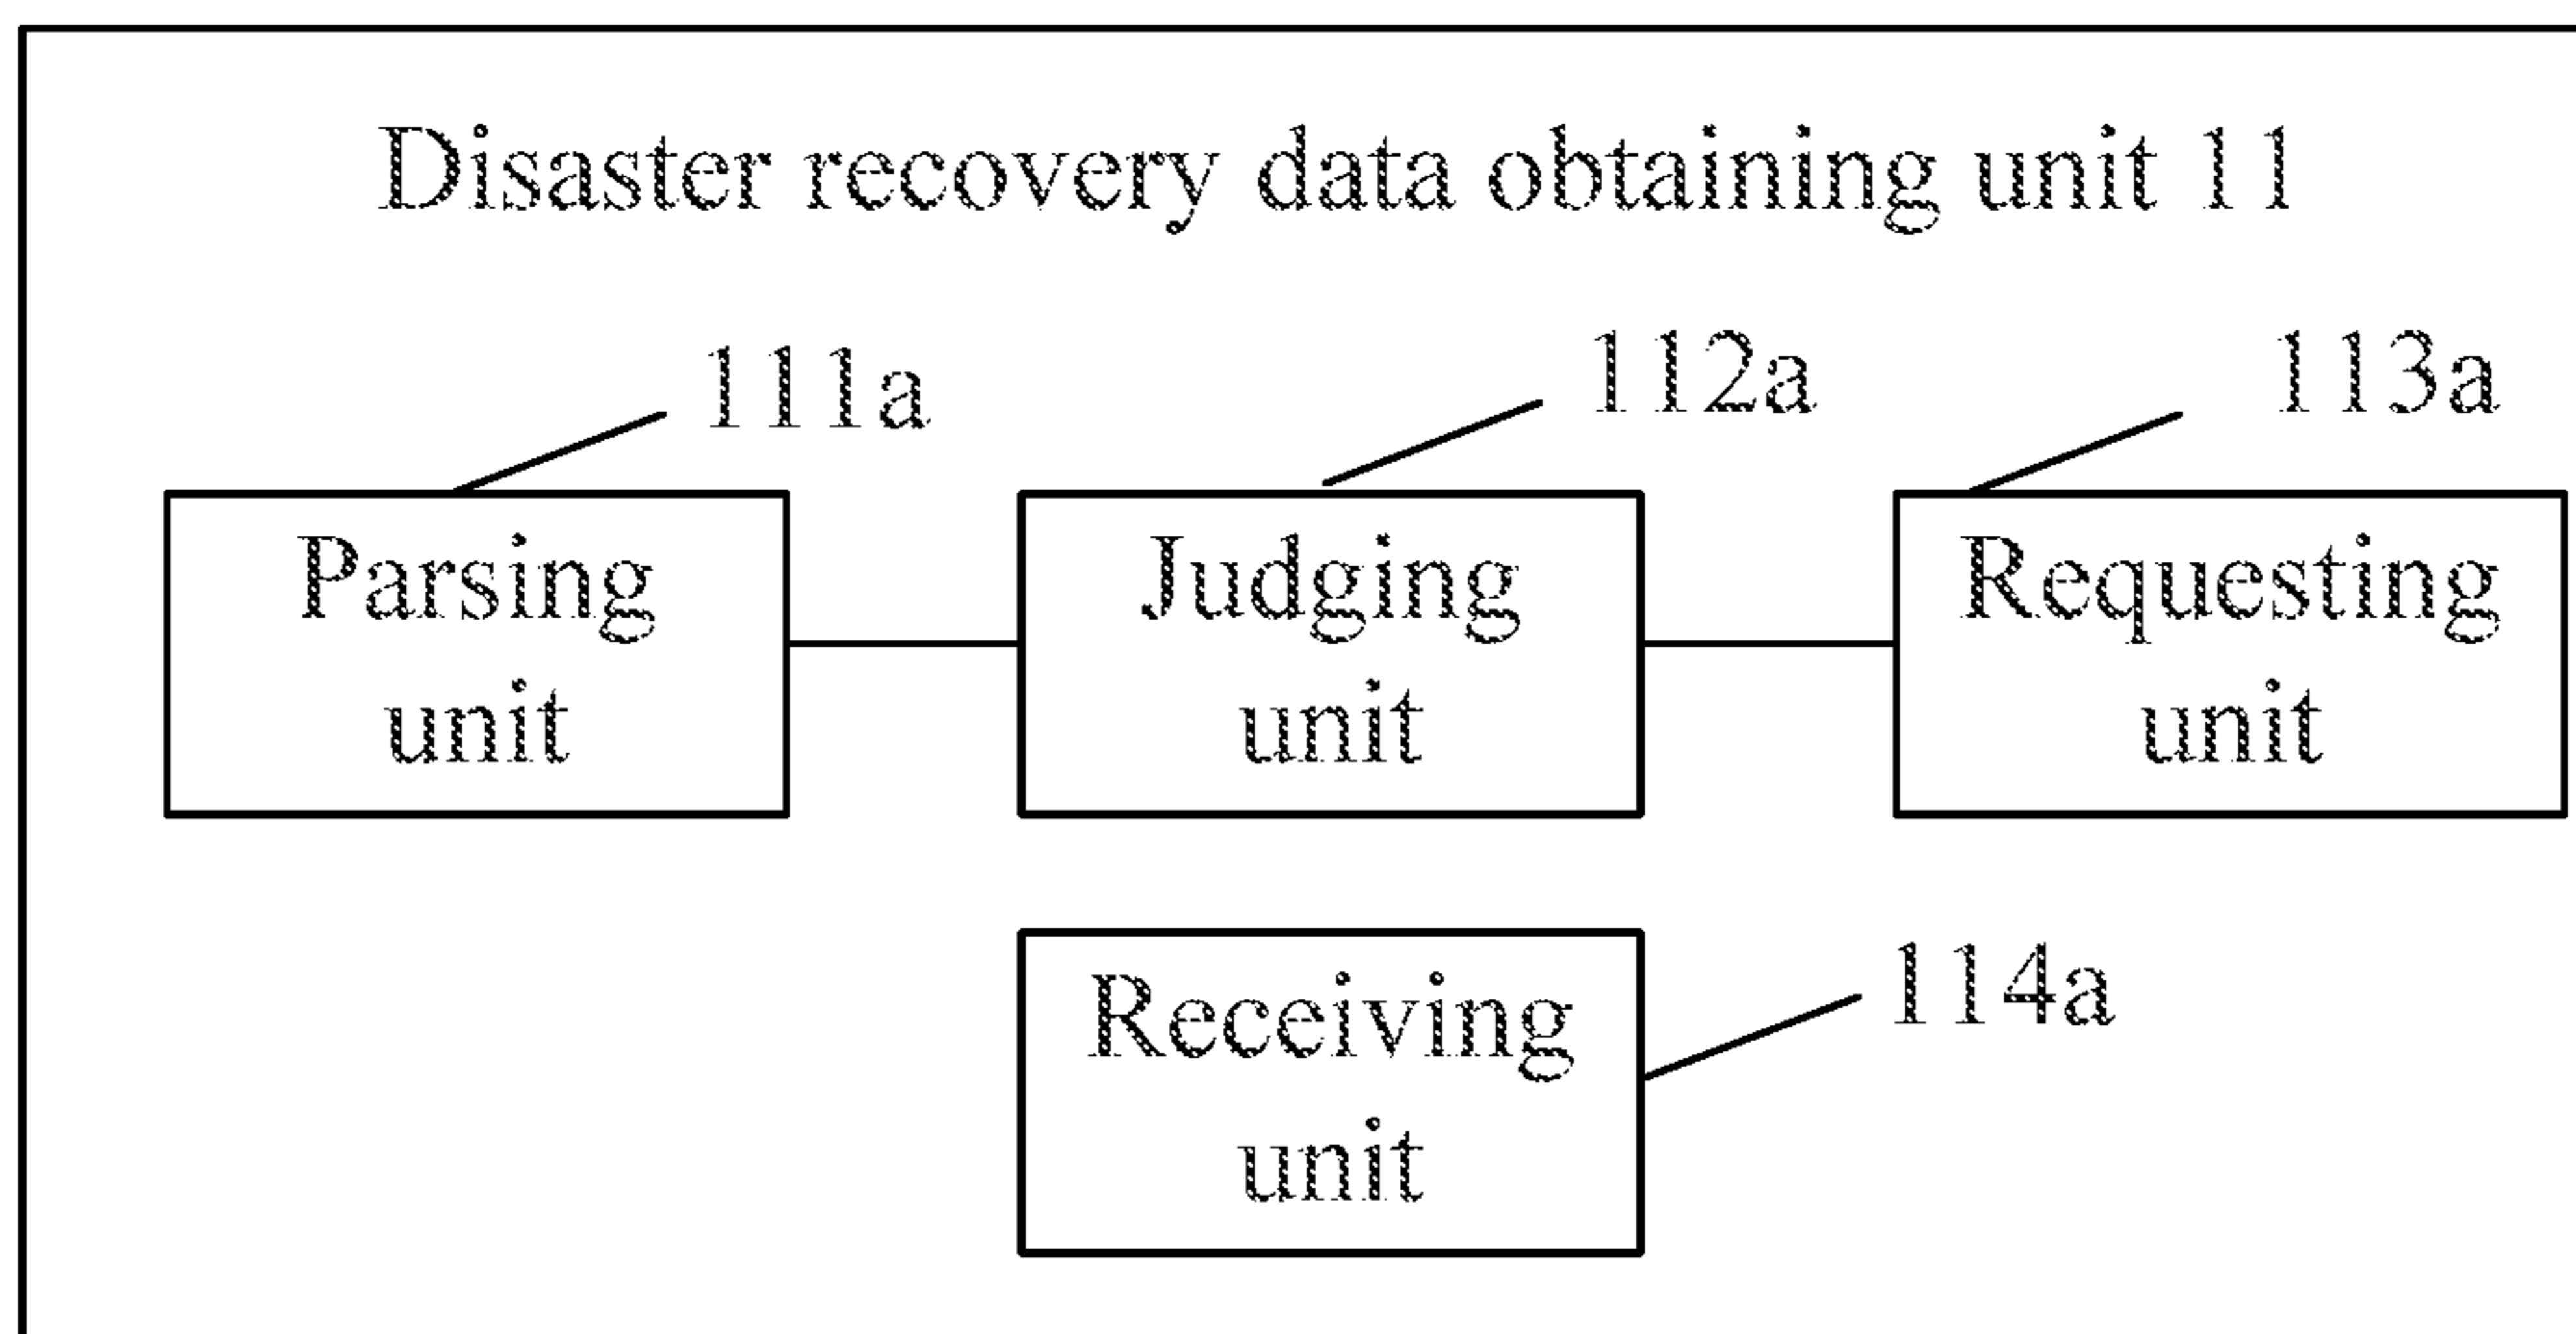 Disaster recovery data obtaining unit 11
111a
112a
113a
Parsing
unit
Judging
unit
Requesting
unit
Receiving
unit
114a